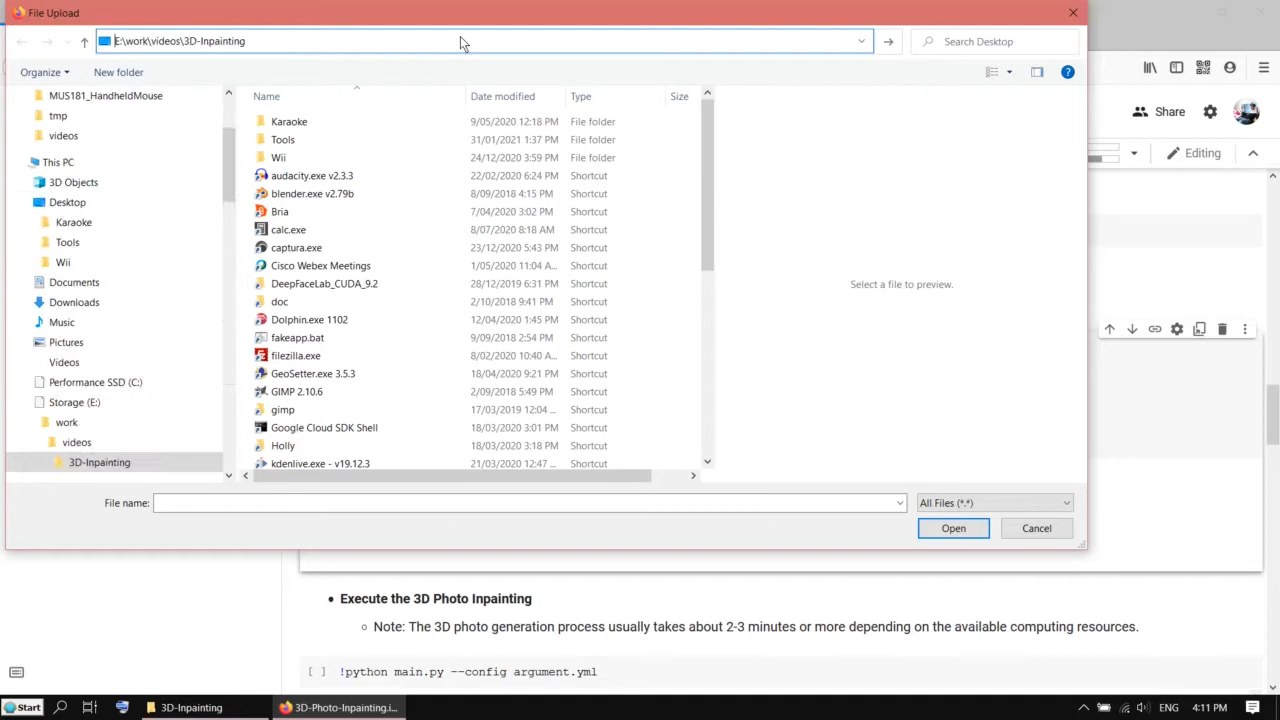 File Upload
E:\work\videos\3D-Inpainting
Search Desktop
Organize
New folder
MUS181_HandheldMouse
tmp
videos
This PC
3D Objects
Desktop
Karaoke
Tools
Wii
Documents
Downloads
Music
Pictures
Videos
Performance SSD (C:)
Storage (E:)
work
videos
3D-Inpainting
Name Date modified Type Size
Karaoke 9/05/2020 12:18 PM File folder
Tools 31/01/2021 1:37 PM File folder
Wii 24/12/2020 3:59 PM File folder
audacity.exe v2.3.3 22/02/2020 6:24 PM Shortcut
blender.exe v2.79b 8/09/2018 4:15 PM Shortcut
Bria 7/04/2020 3:02 PM Shortcut
calc.exe 8/07/2020 8:18 AM Shortcut
captura.exe 23/12/2020 5:43 PM Shortcut
Cisco Webex Meetings 1/05/2020 11:04 A... Shortcut
DeepFaceLab_CUDA_9.2 28/12/2019 6:31 PM Shortcut
doc 2/10/2018 9:41 PM Shortcut
Dolphin.exe 1102 12/04/2020 1:45 PM Shortcut
fakeapp.bat 9/09/2018 2:54 PM Shortcut
filezilla.exe 8/02/2020 10:40 A... Shortcut
GeoSetter.exe 3.5.3 18/04/2020 9:21 PM Shortcut
GIMP 2.10.6 2/09/2018 5:49 PM Shortcut
gimp 17/03/2019 12:04 ... Shortcut
Google Cloud SDK Shell 18/03/2020 3:01 PM Shortcut
Holly 18/03/2020 3:18 PM Shortcut
kdenlive.exe - v19.12.3 21/03/2020 12:47 ... Shortcut
Select a file to preview.
File name:
All Files (*.*)
Open
Cancel
Share
Editing
• Execute the 3D Photo Inpainting
◦ Note: The 3D photo generation process usually takes about 2-3 minutes or more depending on the available computing resources.
[ ] !python main.py --config argument.yml
Start
3D-Inpainting
3D-Photo-Inpainting.i...
ENG
4:11 PM